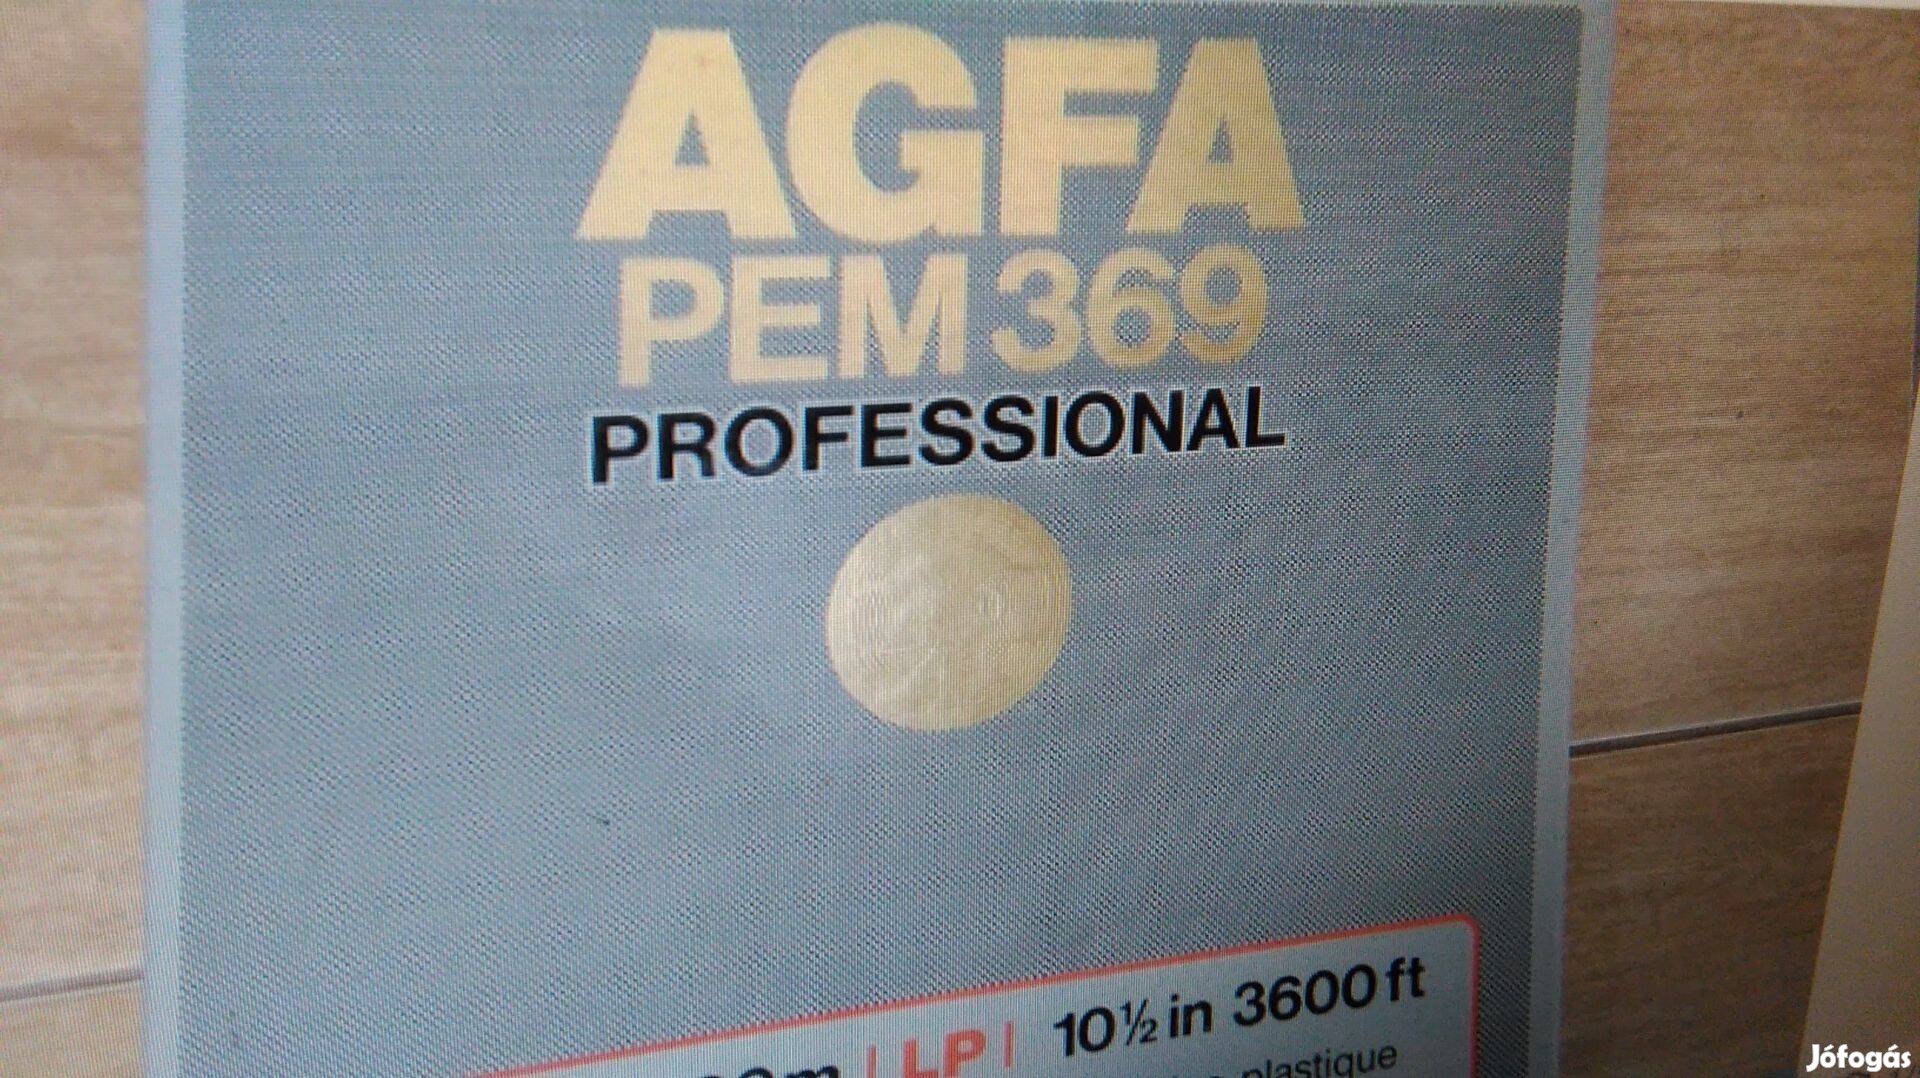 AGFA
PEM 369
PROFESSIONAL
LP | 10½ in 3600 ft
plastique
Jófogás